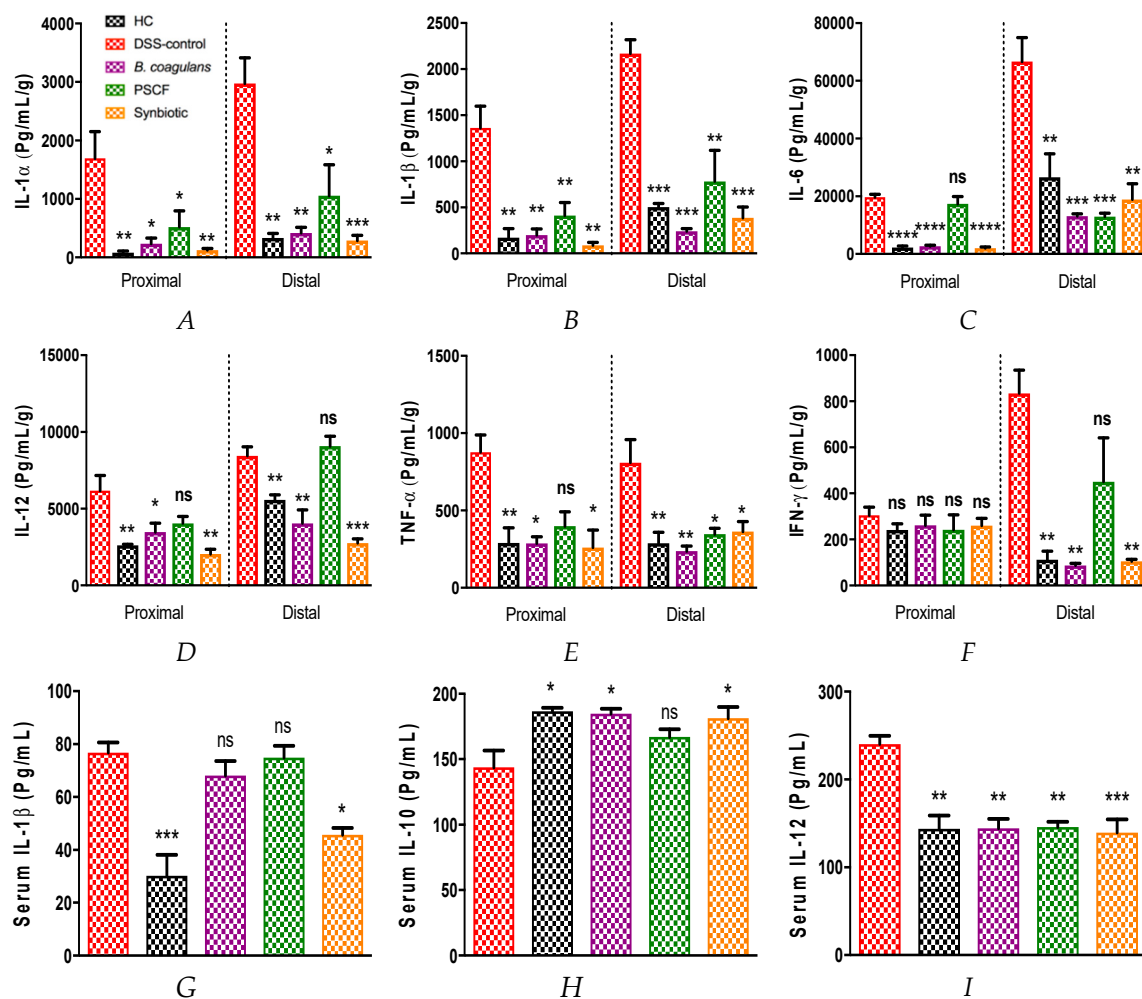 HC
DSS-control
B. coagulans
PSCF
Synbiotic
IL-1α (Pg/mL/g)
4000
3000
2000
1000
0
** * * **
** ** * ***
Proximal Distal
A
IL-1β (Pg/mL/g)
2500
2000
1500
1000
500
0
** ** ** **
*** *** ** ***
Proximal Distal
B
IL-6 (Pg/mL/g)
80000
60000
40000
20000
0
**** **** ns ****
** *** *** **
Proximal Distal
C
IL-12 (Pg/mL/g)
15000
10000
5000
0
** * ns **
** ** ns ***
Proximal Distal
D
TNF-α (Pg/mL/g)
1500
1000
500
0
** * ns *
** ** * *
Proximal Distal
E
IFN-γ (Pg/mL/g)
1000
800
600
400
200
0
ns ns ns ns
** ** ns **
Proximal Distal
F
Serum IL-1β (Pg/mL)
100
80
60
40
20
0
*** ns ns *
G
Serum IL-10 (Pg/mL)
200
150
100
50
0
* * ns *
H
Serum IL-12 (Pg/mL)
300
200
100
0
** ** ** ***
I